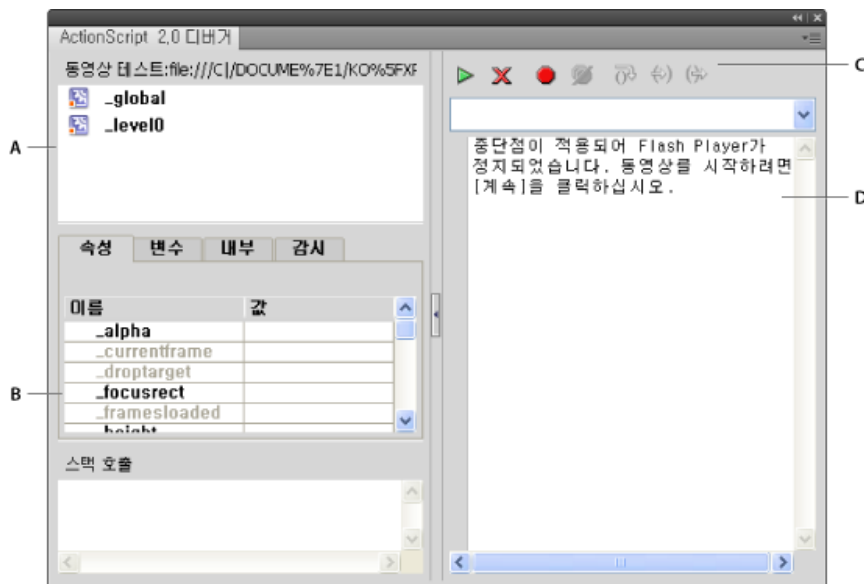 ActionScript 2.0 디버거
동영상 테스트:file:///C|/DOCUME%7E1/KO%5FXF
_global
_level0
A
속성 변수 내부 감시
이름 값
_alpha
_currentframe
_droptarget
_focusrect
_framesloaded
_height
B
스택 호출
C
중단점이 적용되어 Flash Player가
정지되었습니다. 동영상를 시작하려면
[계속]을 클릭하십시오.
D